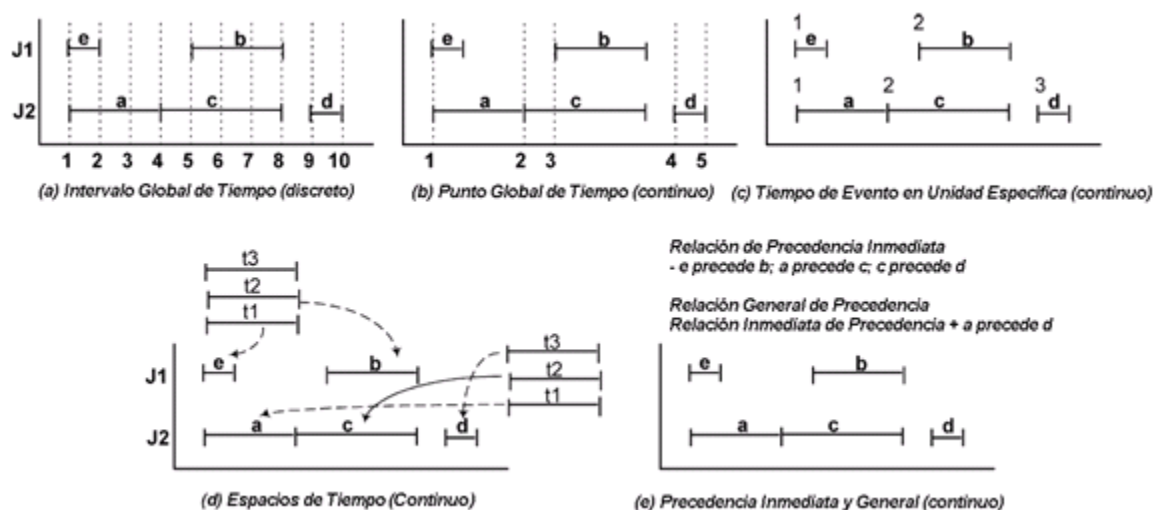 J1
e
b
J2
a
c
d
1 2 3 4 5 6 7 8 9 10
(a) Intervalo Global de Tiempo (discreto)
e
b
a
c
d
1 2 3 4 5
(b) Punto Global de Tiempo (continuo)
1
2
e
b
1
2
3
a
c
d
(c) Tiempo de Evento en Unidad Específica (continuo)
t3
t2
t1
J1
e
b
t3
t2
t1
J2
a
c
d
(d) Espacios de Tiempo (Continuo)
Relación de Precedencia Inmediata
- e precede b; a precede c; c precede d
Relación General de Precedencia
Relación Inmediata de Precedencia + a precede d
e
b
a
c
d
(e) Precedencia Inmediata y General (continuo)